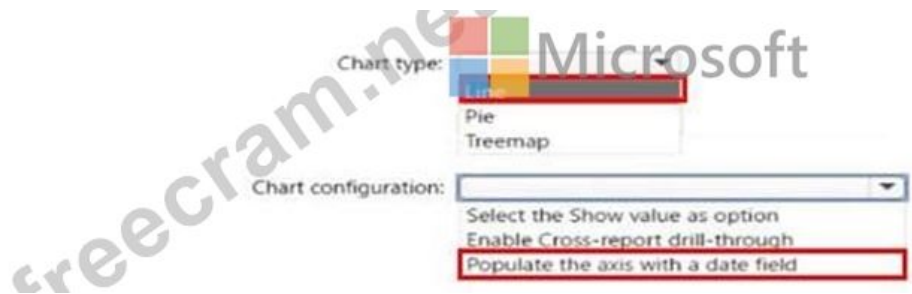 Microsoft
Chart type:
Line
Pie
Treemap
Chart configuration:
Select the Show value as option
Enable Cross-report drill-through
Populate the axis with a date field
freecram.ne